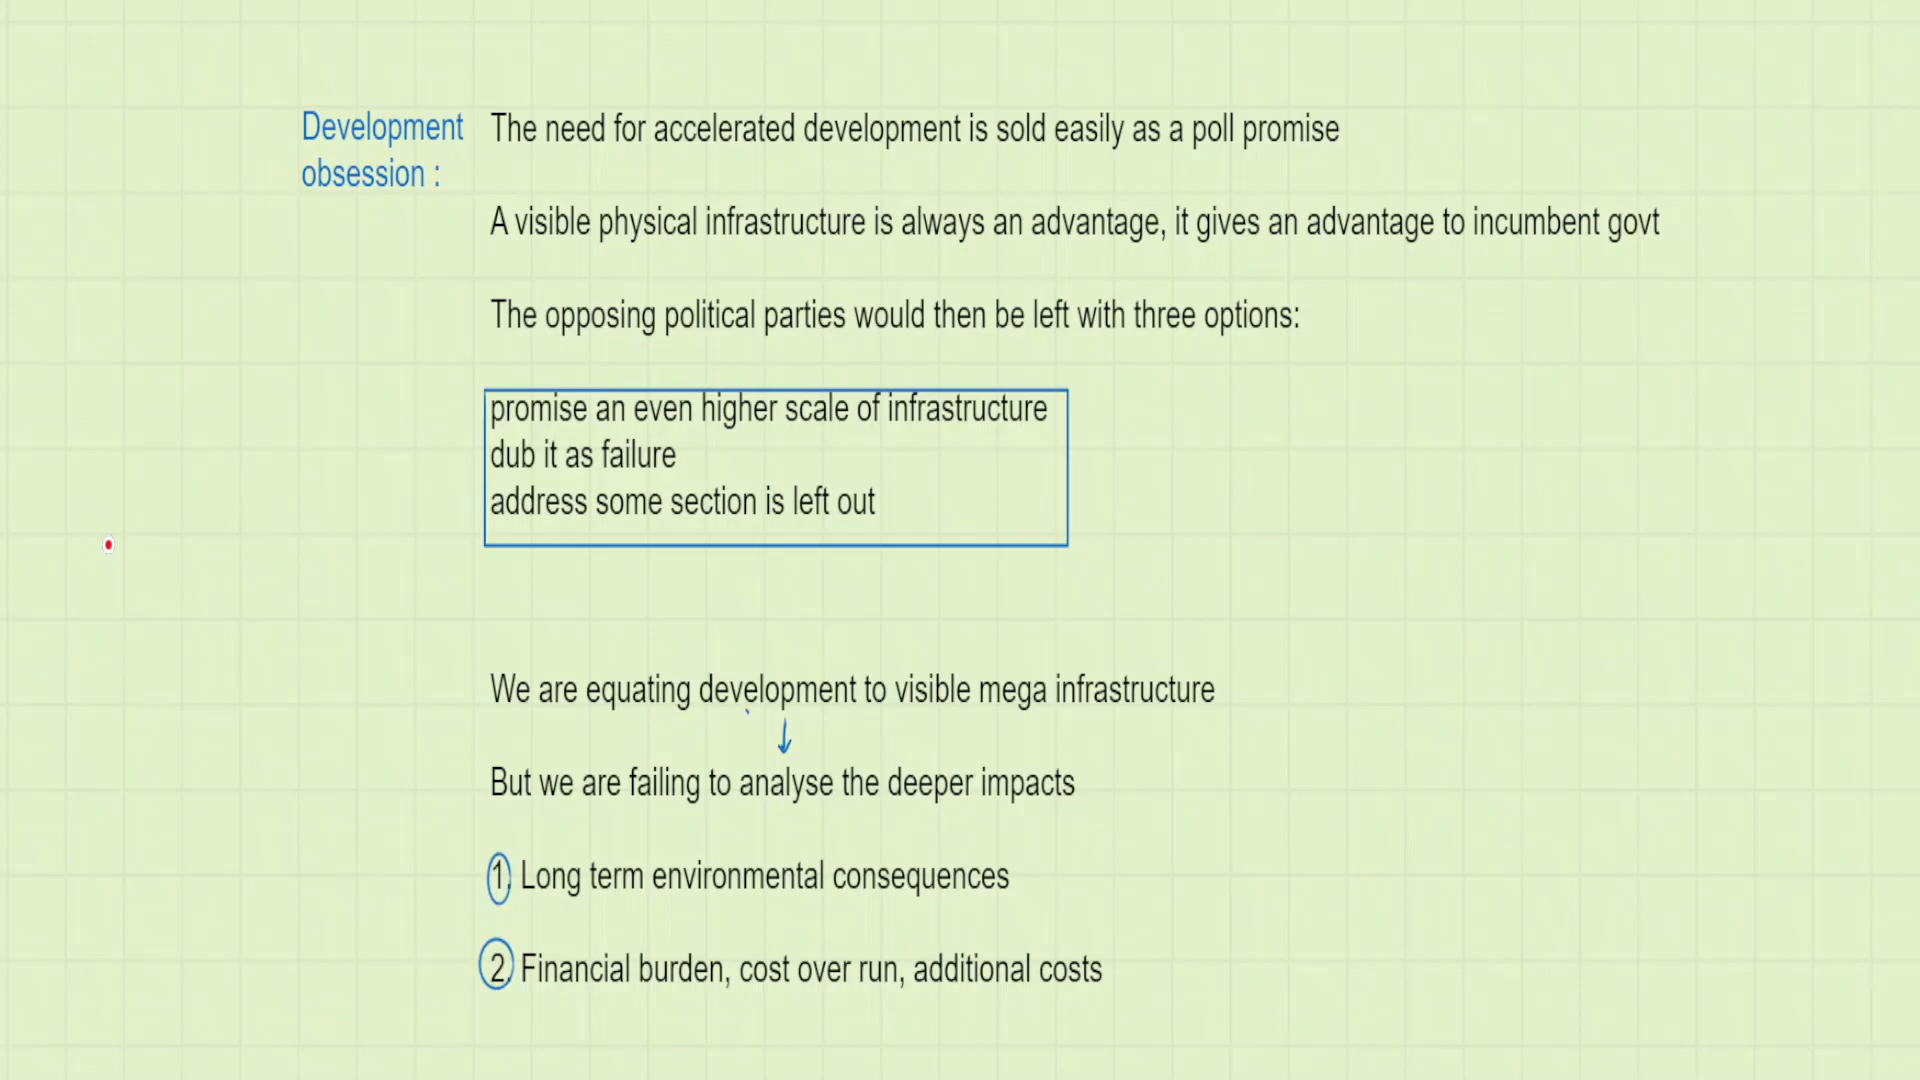 Development obsession :
The need for accelerated development is sold easily as a poll promise
A visible physical infrastructure is always an advantage, it gives an advantage to incumbent govt
The opposing political parties would then be left with three options:
promise an even higher scale of infrastructure
dub it as failure
address some section is left out
We are equating development to visible mega infrastructure
But we are failing to analyse the deeper impacts
1. Long term environmental consequences
2. Financial burden, cost over run, additional costs